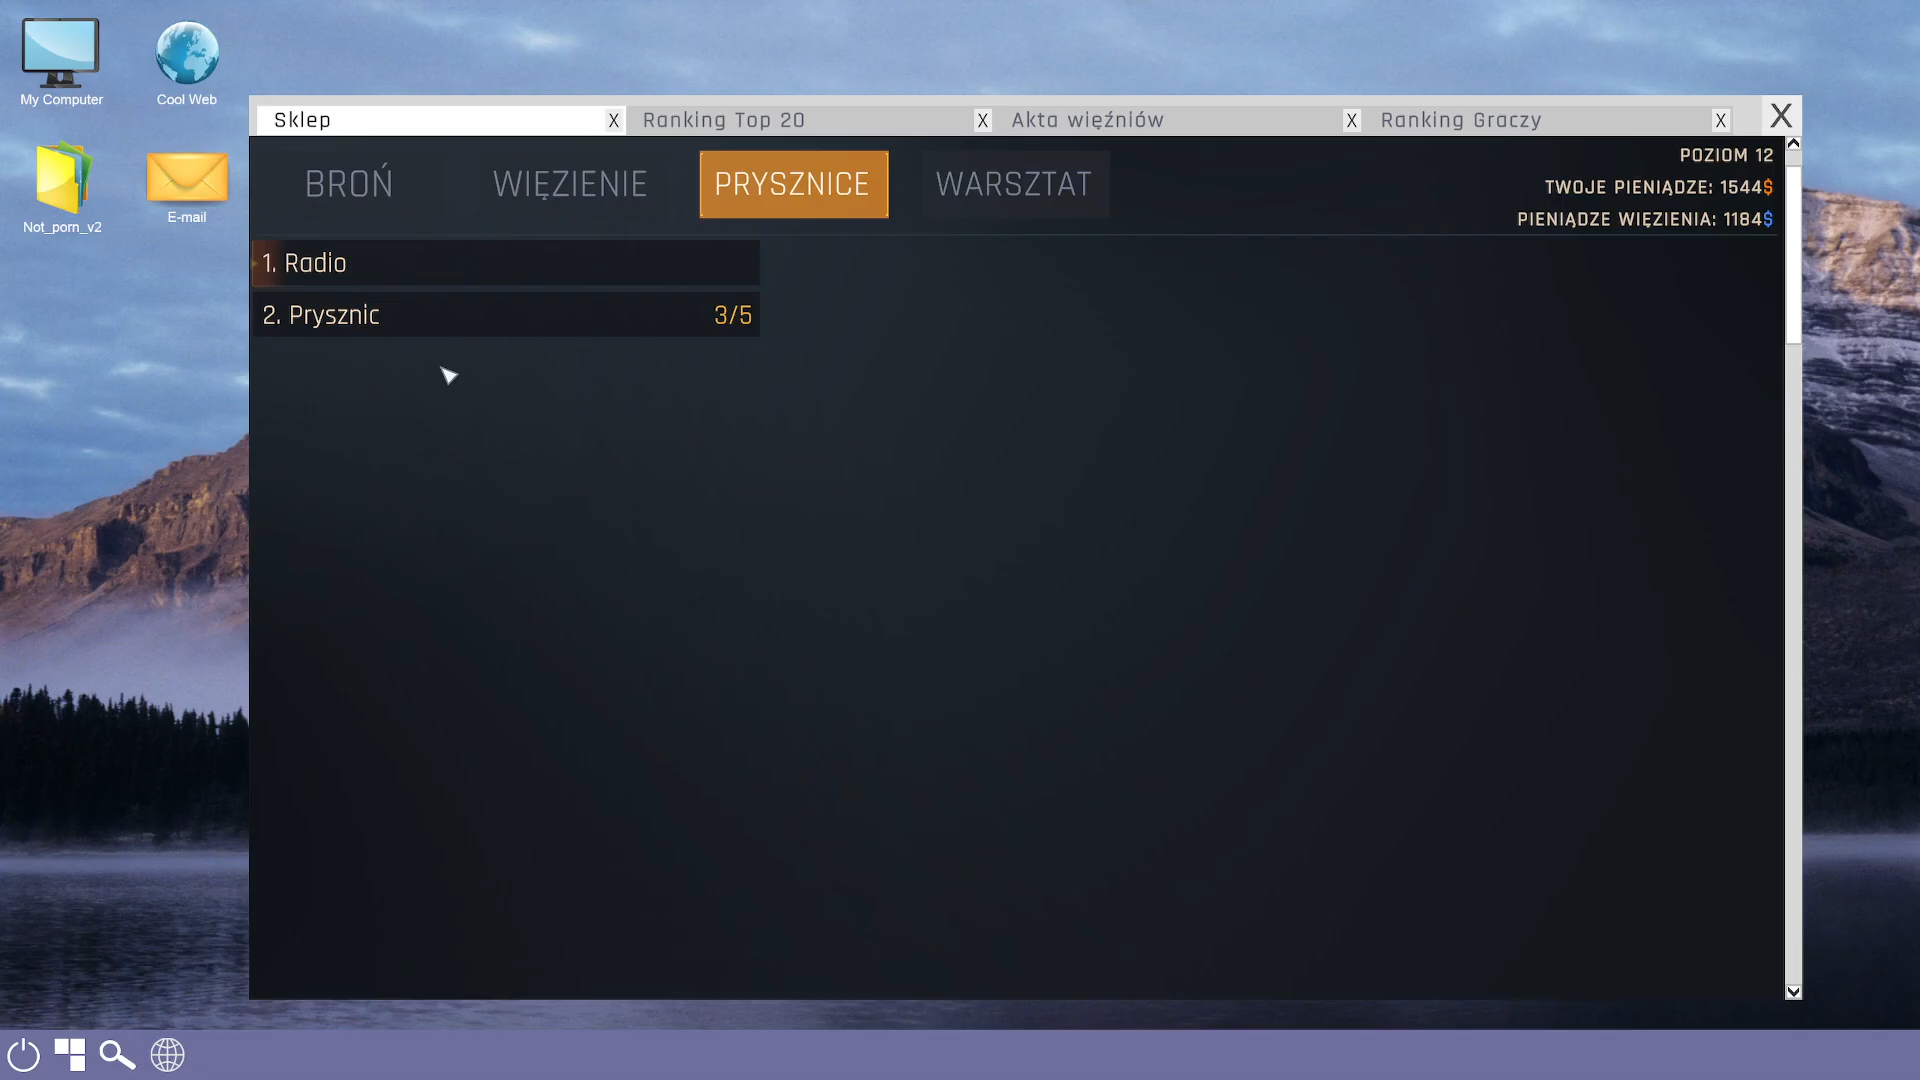 My Computer
Cool Web
Not_porn_v2
E-mail
Sklep X
Ranking Top 20 X
Akta więźniów X
Ranking Graczy X
X
BROŃ
WIĘZIENIE
PRYSZNICE
WARSZTAT
POZIOM 12
TWOJE PIENIĄDZE: 1544$
PIENIĄDZE WIĘZIENIA: 1184$
1. Radio
2. Prysznic 3/5